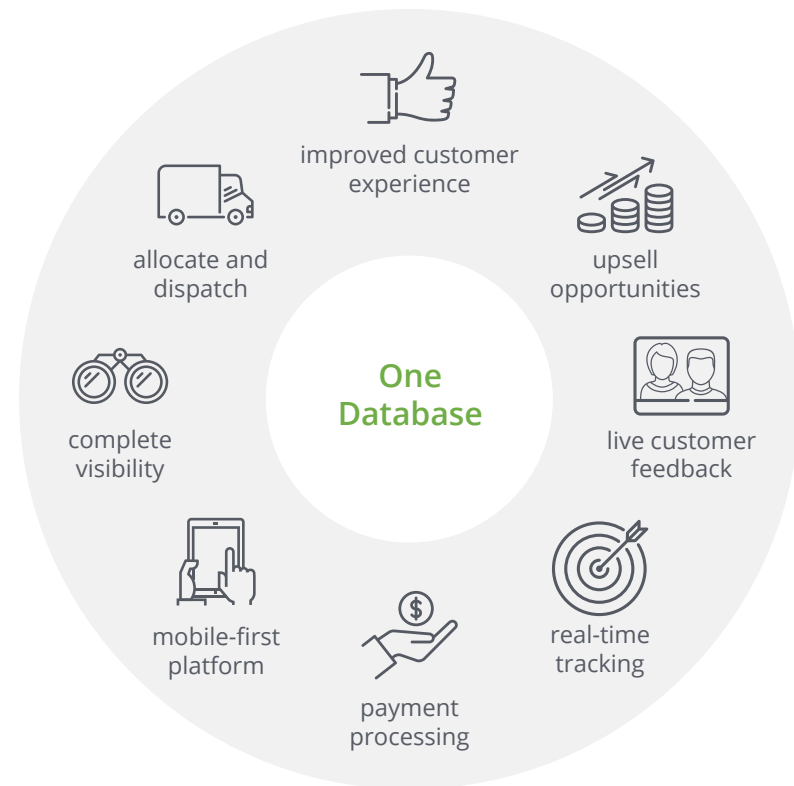 improved customer
experience
upsell
opportunities
live customer
feedback
real-time
tracking
$
payment
processing
mobile-first
platform
complete
visibility
allocate and
dispatch
One
Database